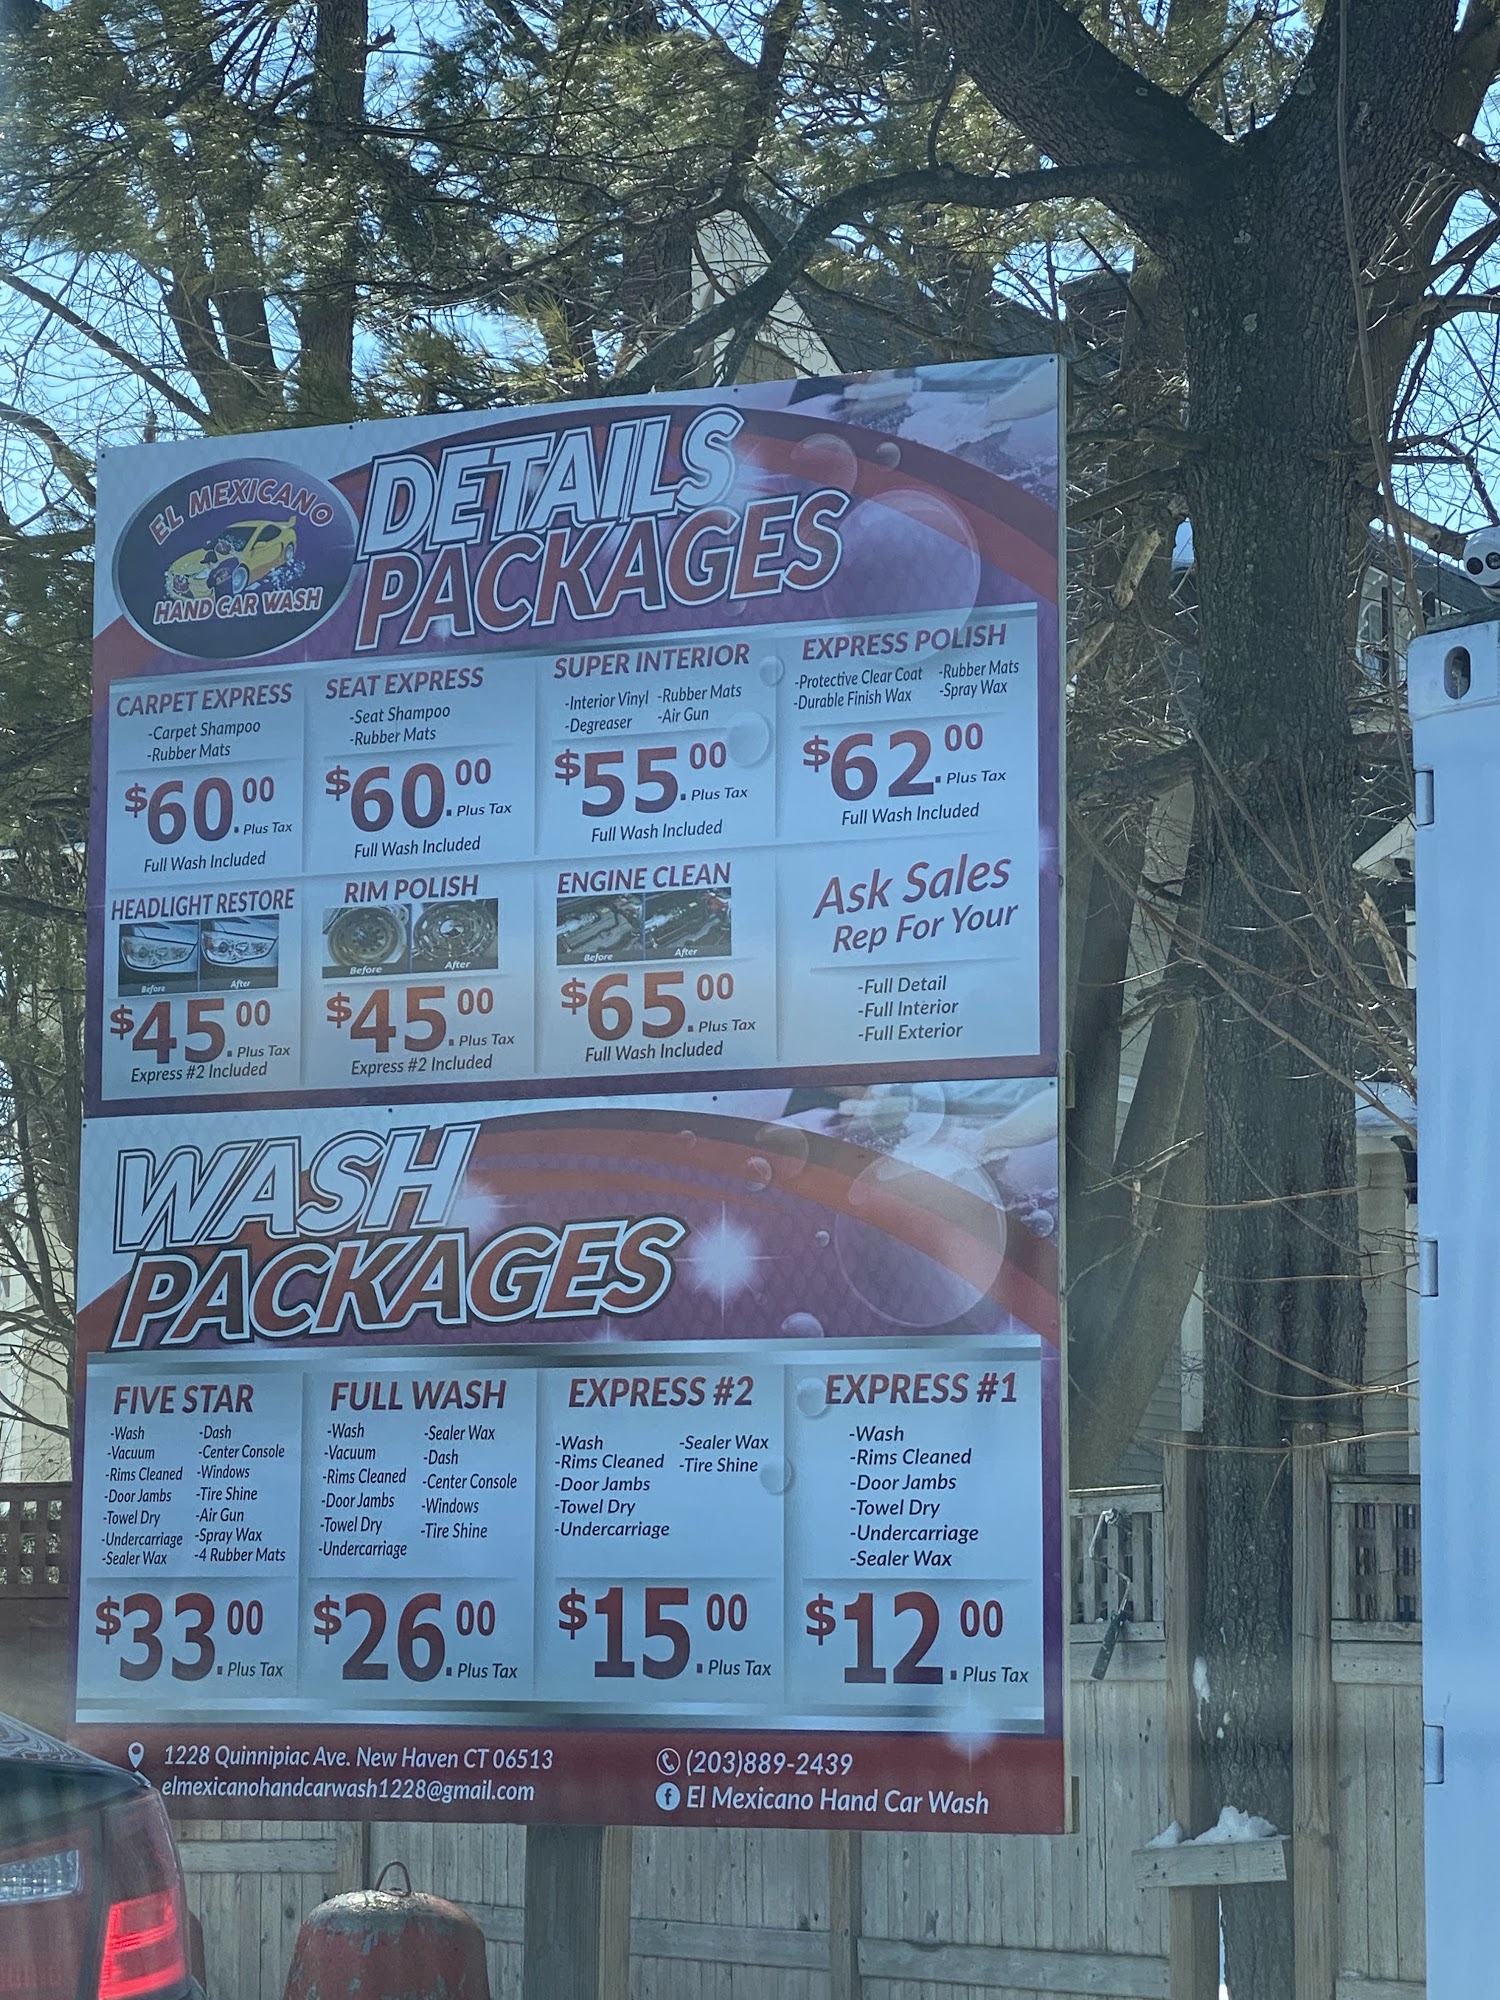 EL MEXICANO
HAND CAR WASH
DETAILS
PACKAGES
CARPET EXPRESS
-Carpet Shampoo
-Rubber Mats
$60.00 Plus Tax
Full Wash Included
SEAT EXPRESS
-Seat Shampoo
-Rubber Mats
$60.00 Plus Tax
Full Wash Included
SUPER INTERIOR
-Interior Vinyl -Rubber Mats
-Degreaser -Air Gun
$55.00 Plus Tax
Full Wash Included
EXPRESS POLISH
-Protective Clear Coat -Rubber Mats
-Durable Finish Wax -Spray Wax
$62.00 Plus Tax
Full Wash Included
HEADLIGHT RESTORE
Before After
$45.00 Plus Tax
Express #2 Included
RIM POLISH
Before After
$45.00 Plus Tax
Express #2 Included
ENGINE CLEAN
Before After
$65.00 Plus Tax
Full Wash Included
Ask Sales
Rep For Your
-Full Detail
-Full Interior
-Full Exterior
WASH
PACKAGES
FIVE STAR
-Wash -Dash
-Vacuum -Center Console
-Rims Cleaned -Windows
-Door Jambs -Tire Shine
-Towel Dry -Air Gun
-Undercarriage -Spray Wax
-Sealer Wax -4 Rubber Mats
$33.00 Plus Tax
FULL WASH
-Wash -Sealer Wax
-Vacuum -Dash
-Rims Cleaned -Center Console
-Door Jambs -Windows
-Towel Dry -Tire Shine
-Undercarriage
$26.00 Plus Tax
EXPRESS #2
-Wash -Sealer Wax
-Rims Cleaned -Tire Shine
-Door Jambs
-Towel Dry
-Undercarriage
$15.00 Plus Tax
EXPRESS #1
-Wash
-Rims Cleaned
-Door Jambs
-Towel Dry
-Undercarriage
-Sealer Wax
$12.00 Plus Tax
1228 Quinnipiac Ave. New Haven CT 06513
elmexicanohandcarwash1228@gmail.com
(203)889-2439
f El Mexicano Hand Car Wash